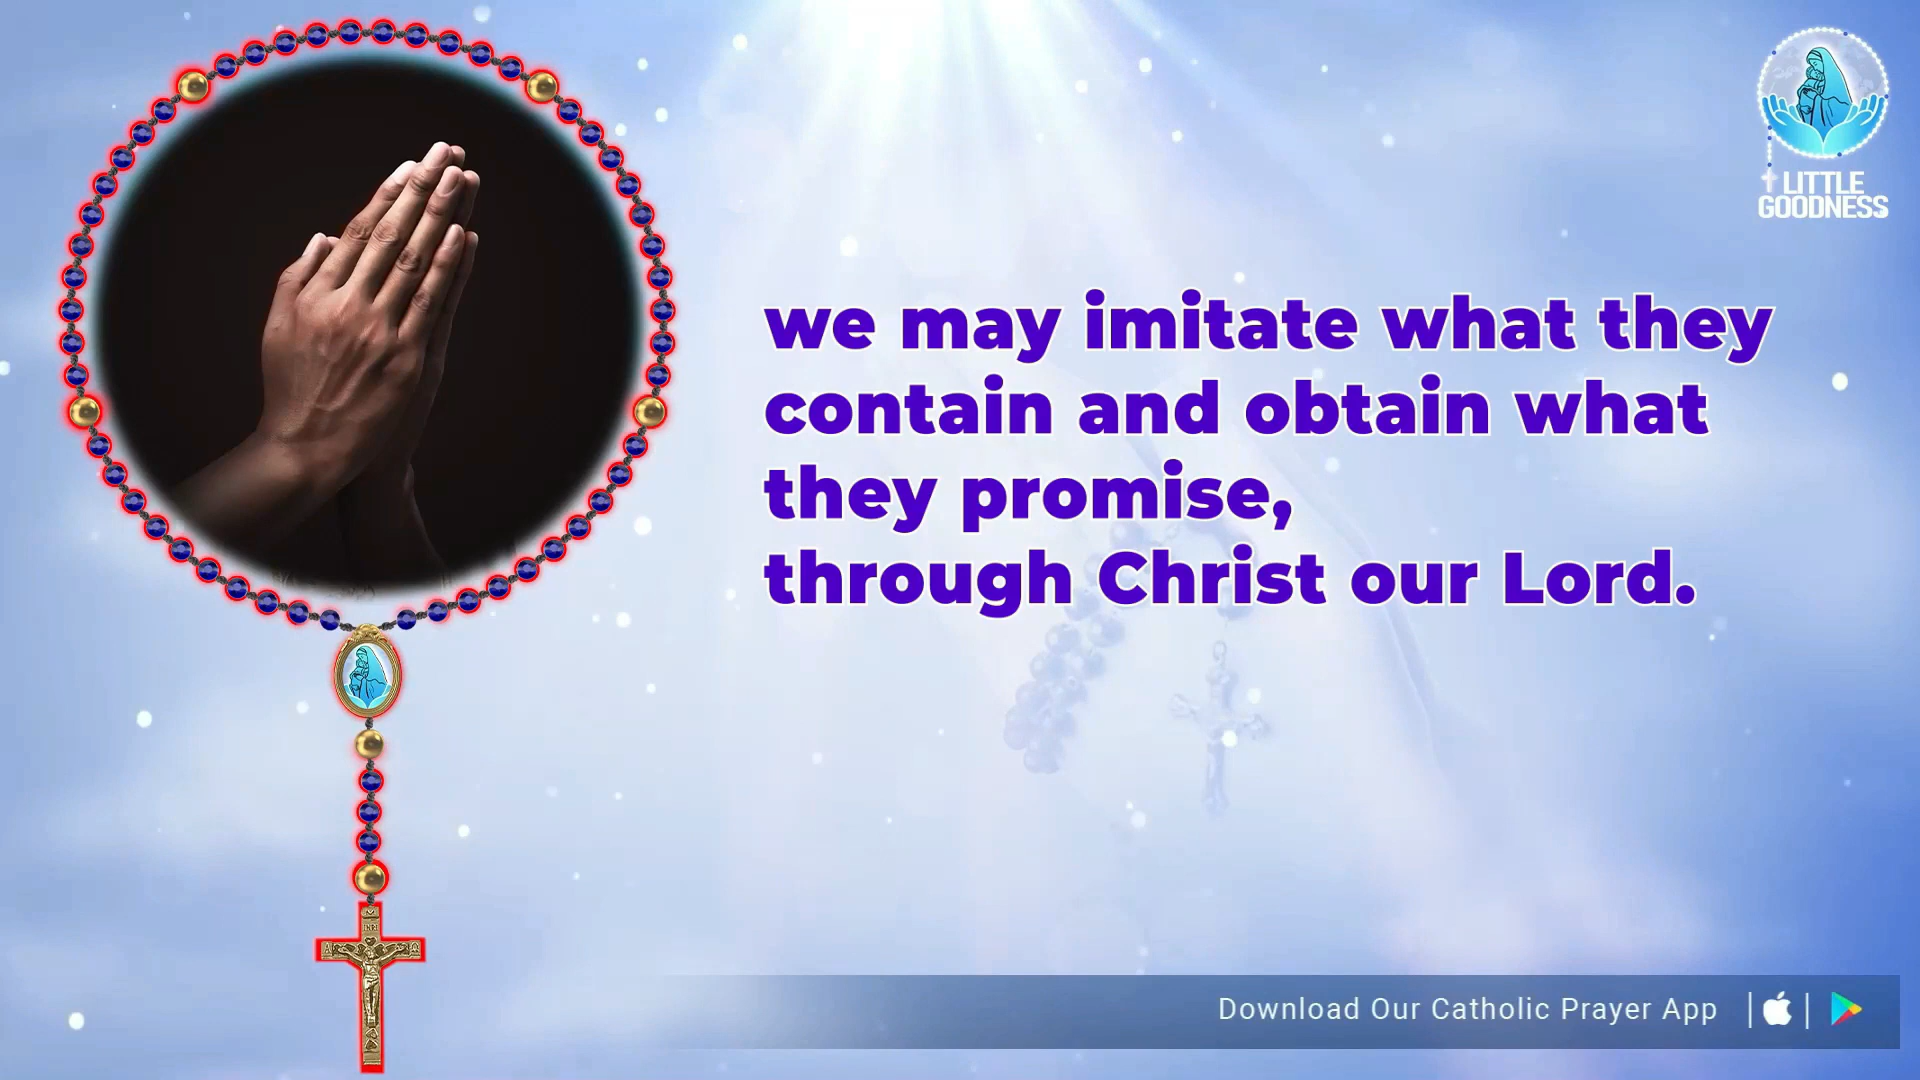 LITTLE
GOODNESS
we may imitate what they
contain and obtain what
they promise,
through Christ our Lord.
INRI
Download Our Catholic Prayer App